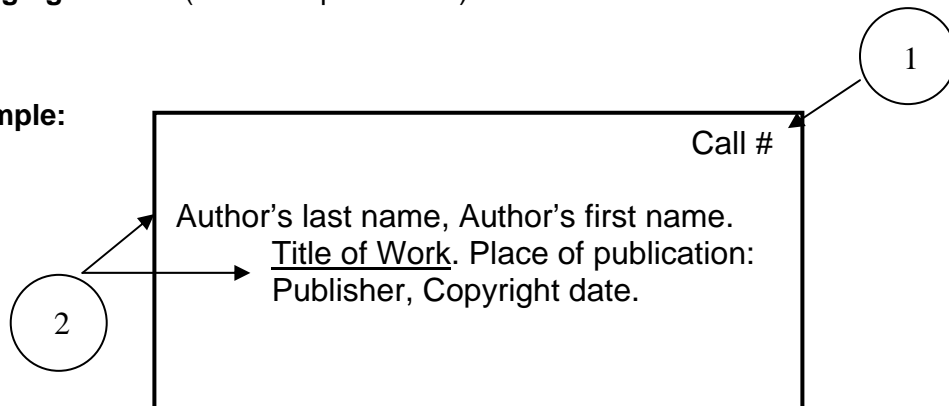 1
mple:
Call #
Author’s last name, Author’s first name.
Title of Work. Place of publication:
Publisher, Copyright date.
2